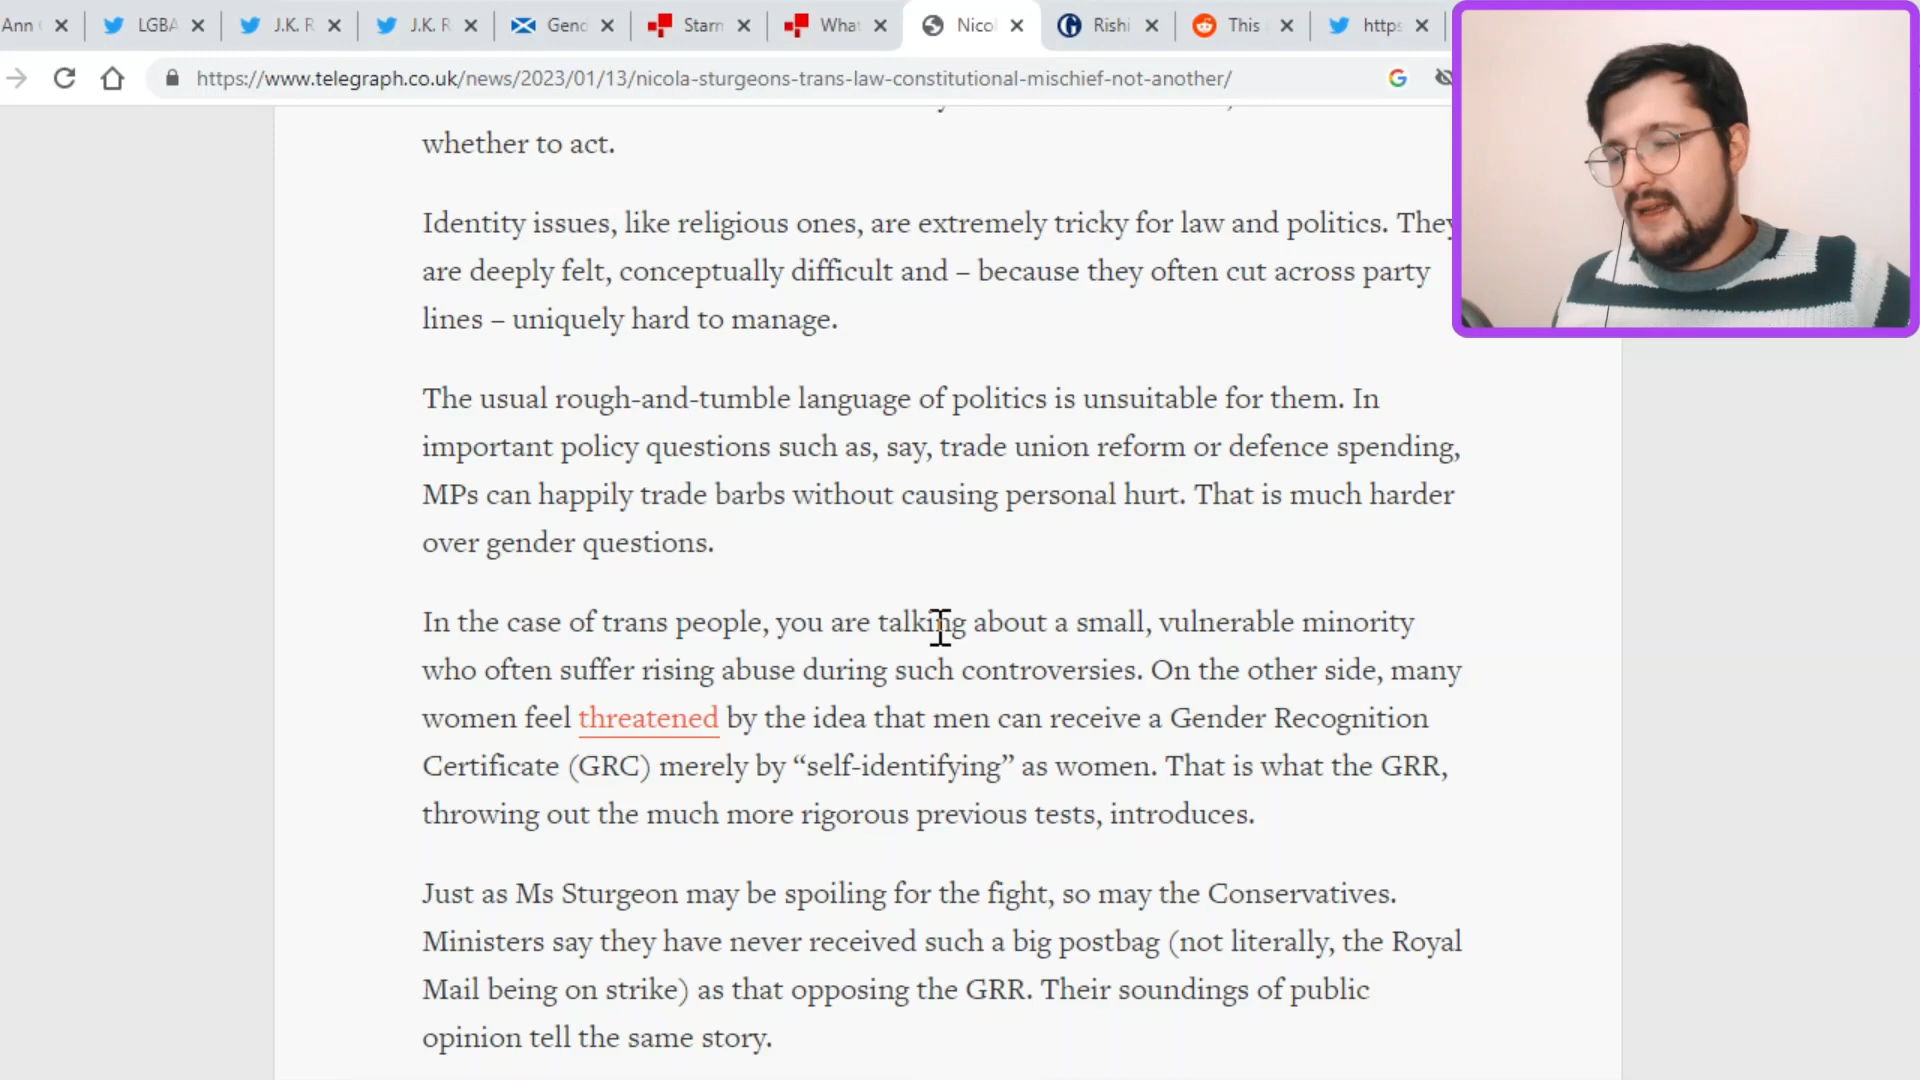 Ann
LGBA
J.K. R
J.K. R
Gend
Starm
What
Nicol
Rishi
This
https
https://www.telegraph.co.uk/news/2023/01/13/nicola-sturgeons-trans-law-constitutional-mischief-not-another/
whether to act.
Identity issues, like religious ones, are extremely tricky for law and politics. They
are deeply felt, conceptually difficult and – because they often cut across party
lines – uniquely hard to manage.
The usual rough-and-tumble language of politics is unsuitable for them. In
important policy questions such as, say, trade union reform or defence spending,
MPs can happily trade barbs without causing personal hurt. That is much harder
over gender questions.
In the case of trans people, you are talking about a small, vulnerable minority
who often suffer rising abuse during such controversies. On the other side, many
women feel threatened by the idea that men can receive a Gender Recognition
Certificate (GRC) merely by “self-identifying” as women. That is what the GRR,
throwing out the much more rigorous previous tests, introduces.
Just as Ms Sturgeon may be spoiling for the fight, so may the Conservatives.
Ministers say they have never received such a big postbag (not literally, the Royal
Mail being on strike) as that opposing the GRR. Their soundings of public
opinion tell the same story.